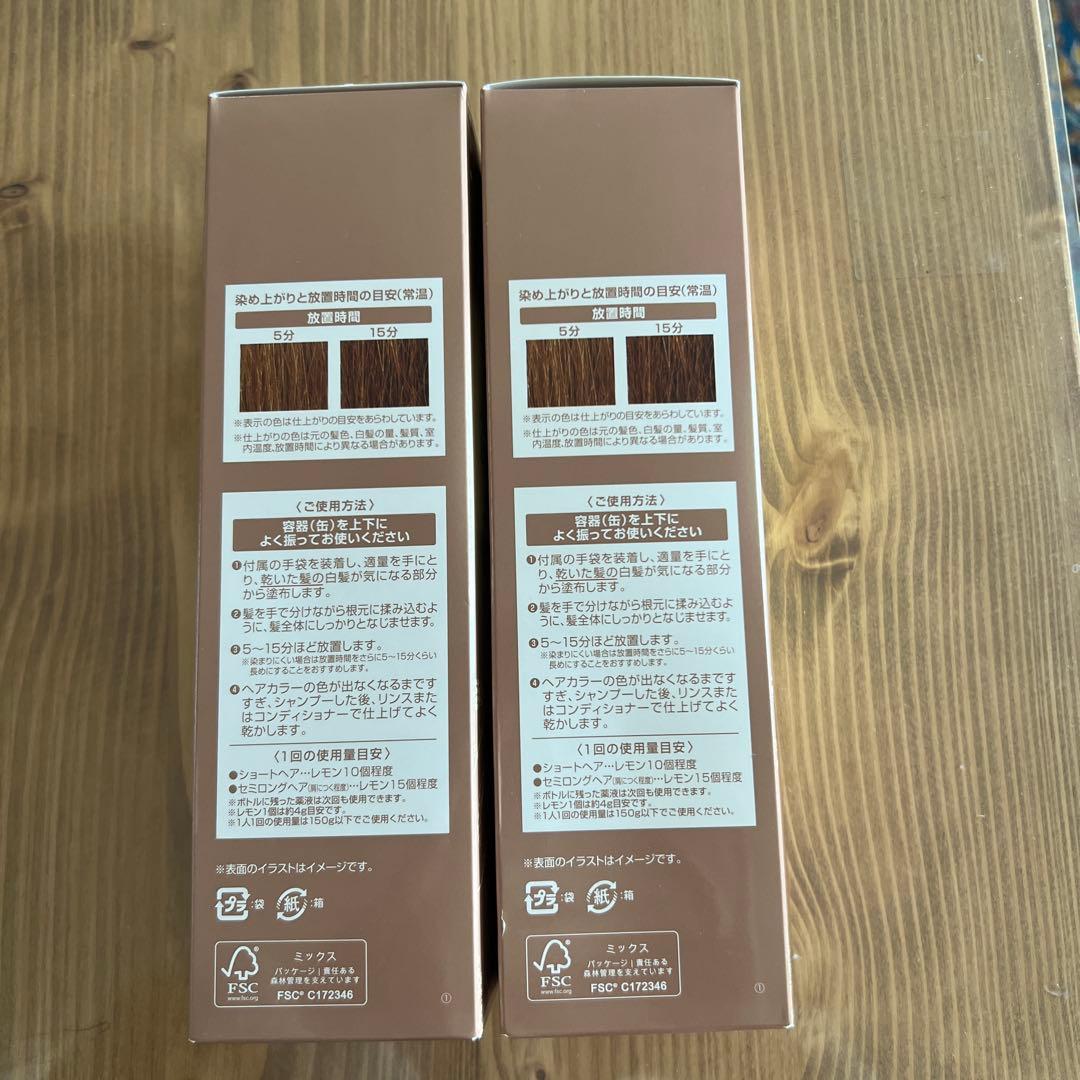 染め上がりと放置時間の目安(常温)
放置時間
5分 15分
※表示の色は仕上がりの目安をあらわしています。
※仕上がりの色は元の髪色、白髪の量、髪質、室
内温度、放置時間により異なる場合があります。
〈ご使用方法〉
容器(缶)を上下に
よく振ってお使いください
❶付属の手袋を装着し、適量を手にと
り、乾いた髪の白髪が気になる部分
から塗布します。
❷髪を手で分けながら根元に揉み込むよ
うに、髪全体にしっかりとなじませます。
❸5〜15分ほど放置します。
※染まりにくい場合は放置時間をさらに5〜15分くらい
長めにすることをおすすめします。
❹ヘアカラーの色が出なくなるまです
すぎ、シャンプーした後、リンスまた
はコンディショナーで仕上げてよく
乾かします。
〈1回の使用量目安〉
●ショートヘア…レモン10個程度
●セミロングヘア(肩につく程度)…レモン15個程度
※ボトルに残った薬液は次回も使用できます。
※レモン1個は約4g目安です。
※1人1回の使用量は150g以下でご使用ください。
※表面のイラストはイメージです。
プラ:袋 紙:箱
FSC®
www.fsc.org
ミックス
パッケージ|責任ある
森林管理を支えています
FSC® C172346
①
染め上がりと放置時間の目安(常温)
放置時間
5分 15分
※表示の色は仕上がりの目安をあらわしています。
※仕上がりの色は元の髪色、白髪の量、髪質、室
内温度、放置時間により異なる場合があります。
〈ご使用方法〉
容器(缶)を上下に
よく振ってお使いください
❶付属の手袋を装着し、適量を手にと
り、乾いた髪の白髪が気になる部分
から塗布します。
❷髪を手で分けながら根元に揉み込むよ
うに、髪全体にしっかりとなじませます。
❸5〜15分ほど放置します。
※染まりにくい場合は放置時間をさらに5〜15分くらい
長めにすることをおすすめします。
❹ヘアカラーの色が出なくなるまです
すぎ、シャンプーした後、リンスまた
はコンディショナーで仕上げてよく
乾かします。
〈1回の使用量目安〉
●ショートヘア…レモン10個程度
●セミロングヘア(肩につく程度)…レモン15個程度
※ボトルに残った薬液は次回も使用できます。
※レモン1個は約4g目安です。
※1人1回の使用量は150g以下でご使用ください。
※表面のイラストはイメージです。
プラ:袋 紙:箱
FSC®
www.fsc.org
ミックス
パッケージ|責任ある
森林管理を支えています
FSC® C172346
①